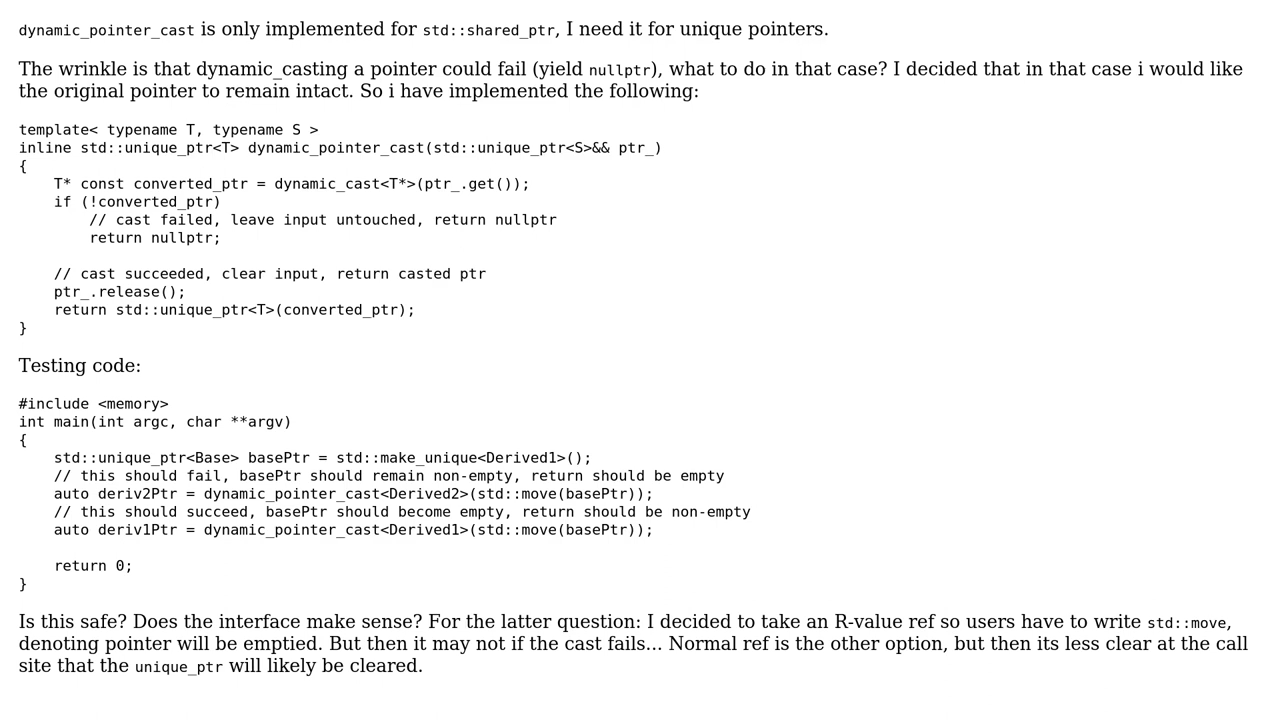 dynamic_pointer_cast is only implemented for std::shared_ptr, I need it for unique pointers.
The wrinkle is that dynamic_casting a pointer could fail (yield nullptr), what to do in that case? I decided that in that case i would like
the original pointer to remain intact. So i have implemented the following:
template< typename T, typename S >
inline std::unique_ptr<T> dynamic_pointer_cast(std::unique_ptr<S>&& ptr_)
{
    T* const converted_ptr = dynamic_cast<T*>(ptr_.get());
    if (!converted_ptr)
        // cast failed, leave input untouched, return nullptr
        return nullptr;
    // cast succeeded, clear input, return casted ptr
    ptr_.release();
    return std::unique_ptr<T>(converted_ptr);
}
Testing code:
#include <memory>
int main(int argc, char **argv)
{
    std::unique_ptr<Base> basePtr = std::make_unique<Derived1>();
    // this should fail, basePtr should remain non-empty, return should be empty
    auto deriv2Ptr = dynamic_pointer_cast<Derived2>(std::move(basePtr));
    // this should succeed, basePtr should become empty, return should be non-empty
    auto deriv1Ptr = dynamic_pointer_cast<Derived1>(std::move(basePtr));
    return 0;
}
Is this safe? Does the interface make sense? For the latter question: I decided to take an R-value ref so users have to write std::move,
denoting pointer will be emptied. But then it may not if the cast fails... Normal ref is the other option, but then its less clear at the call
site that the unique_ptr will likely be cleared.